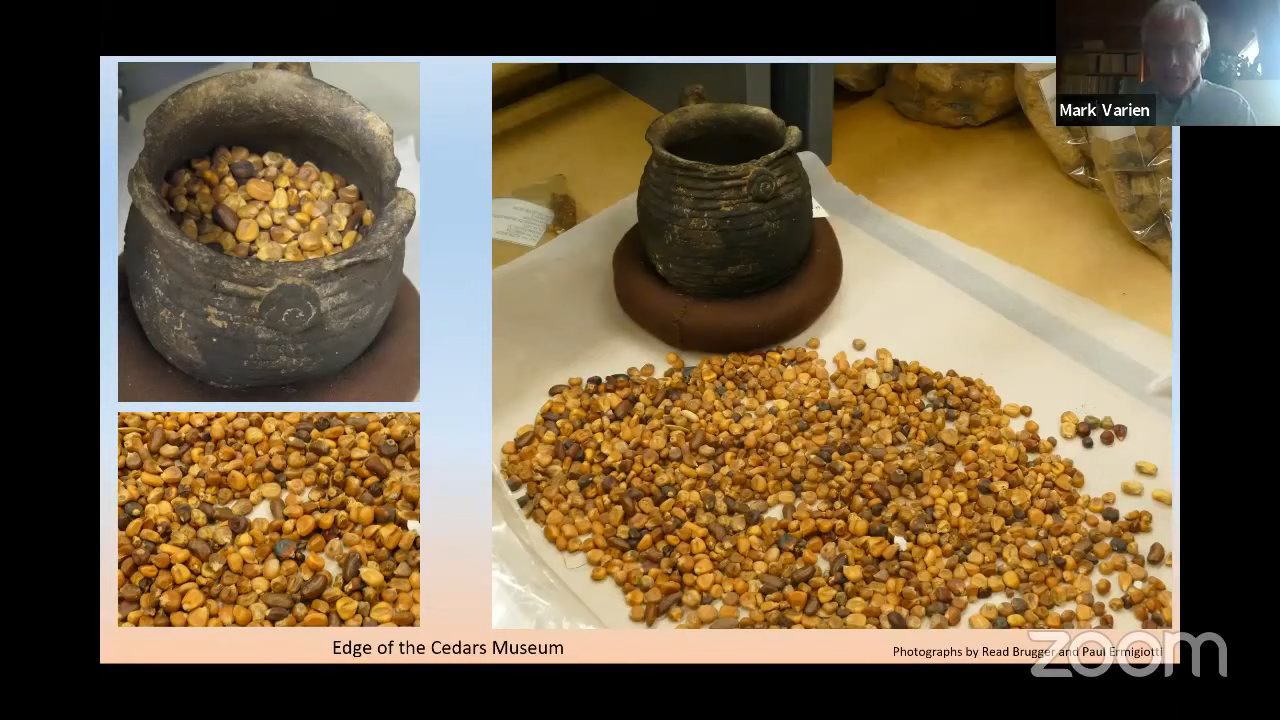 Mark Varien
Edge of the Cedars Museum
Photographs by Read Brugger and Paul Ermigiotti
zoom